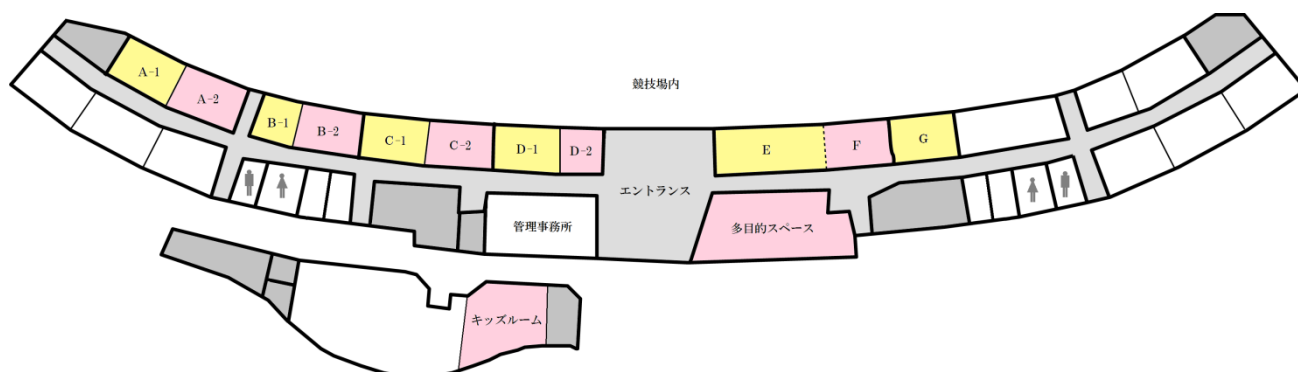 競技場内
A-1
A-2
B-1
B-2
C-1
C-2
D-1
D-2
E
F
G
エントランス
管理事務所
多目的スペース
キッズルーム